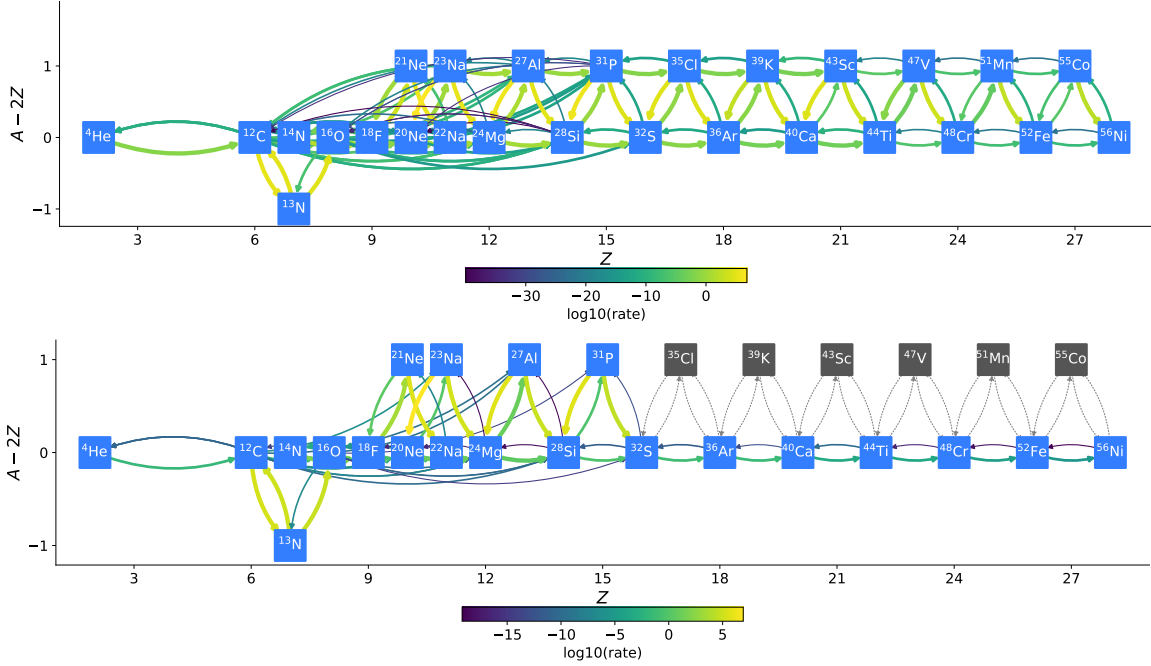 ²¹Ne ²³Na ²⁷Al ³¹P ³⁵Cl ³⁹K ⁴³Sc ⁴⁷V ⁵¹Mn ⁵⁵Co
1
⁴He ¹²C ¹⁴N ¹⁶O ¹⁸F ²⁰Ne ²²Na ²⁴Mg ²⁸Si ³²S ³⁶Ar ⁴⁰Ca ⁴⁴Ti ⁴⁸Cr ⁵²Fe ⁵⁶Ni
0
A − 2Z
¹³N
−1
3 6 9 12 15 18 21 24 27
Z
−30 −20 −10 0
log10(rate)
²¹Ne ²³Na ²⁷Al ³¹P ³⁵Cl ³⁹K ⁴³Sc ⁴⁷V ⁵¹Mn ⁵⁵Co
1
⁴He ¹²C ¹⁴N ¹⁶O ¹⁸F ²⁰Ne ²²Na ²⁴Mg ²⁸Si ³²S ³⁶Ar ⁴⁰Ca ⁴⁴Ti ⁴⁸Cr ⁵²Fe ⁵⁶Ni
0
A − 2Z
¹³N
−1
3 6 9 12 15 18 21 24 27
Z
−15 −10 −5 0 5
log10(rate)